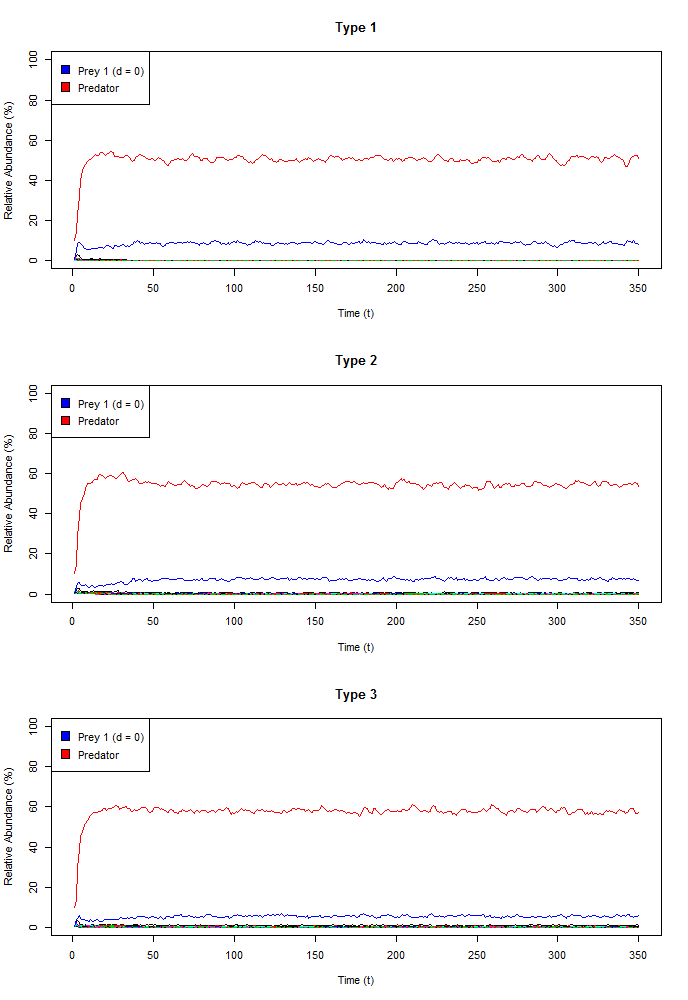 Type 1
Relative Abundance (%)
100
80
60
40
20
0
Prey 1 (d = 0)
Predator
0 50 100 150 200 250 300 350
Time (t)
Type 2
Relative Abundance (%)
100
80
60
40
20
0
Prey 1 (d = 0)
Predator
0 50 100 150 200 250 300 350
Time (t)
Type 3
Relative Abundance (%)
100
80
60
40
20
0
Prey 1 (d = 0)
Predator
0 50 100 150 200 250 300 350
Time (t)